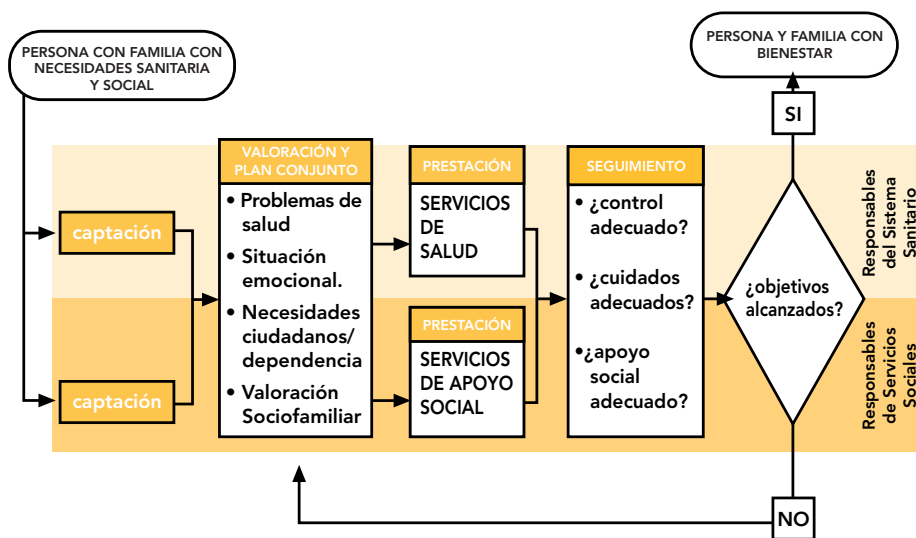 PERSONA CON FAMILIA CON
NECESIDADES SANITARIA
Y SOCIAL
PERSONA Y FAMILIA CON
BIENESTAR
SI
captación
captación
VALORACIÓN Y
PLAN CONJUNTO
• Problemas de
salud
• Situación
emocional.
• Necesidades
ciudadanos/
dependencia
• Valoración
Sociofamiliar
PRESTACIÓN
SERVICIOS
DE
SALUD
PRESTACIÓN
SERVICIOS
DE APOYO
SOCIAL
SEGUIMIENTO
• ¿control
adecuado?
• ¿cuidados
adecuados?
•¿apoyo
social
adecuado?
¿objetivos
alcanzados?
Responsables
del Sistema
Sanitario
Responsables
de Servicios
Sociales
NO